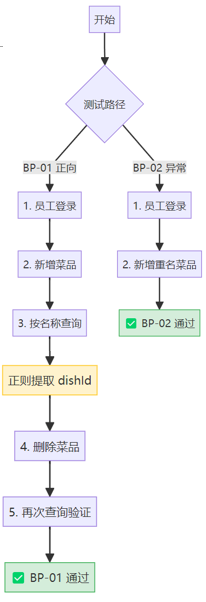 开始
测试路径
BP-01 正向
BP-02 异常
1. 员工登录
1. 员工登录
2. 新增菜品
2. 新增重名菜品
3. 按名称查询
✅ BP-02 通过
正则提取 dishId
4. 删除菜品
5. 再次查询验证
✅ BP-01 通过